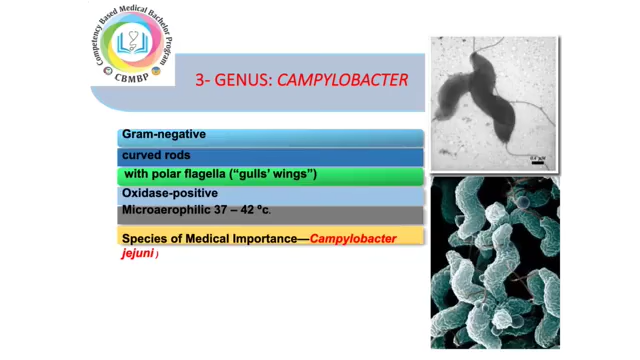 Competency Based Medical Bachelor Program
© CBMBP
3- GENUS: CAMPYLOBACTER
Gram-negative
curved rods
with polar flagella (“gulls’ wings”)
Oxidase-positive
Microaerophilic 37 – 42 ºc.
Species of Medical Importance—Campylobacter
jejuni )